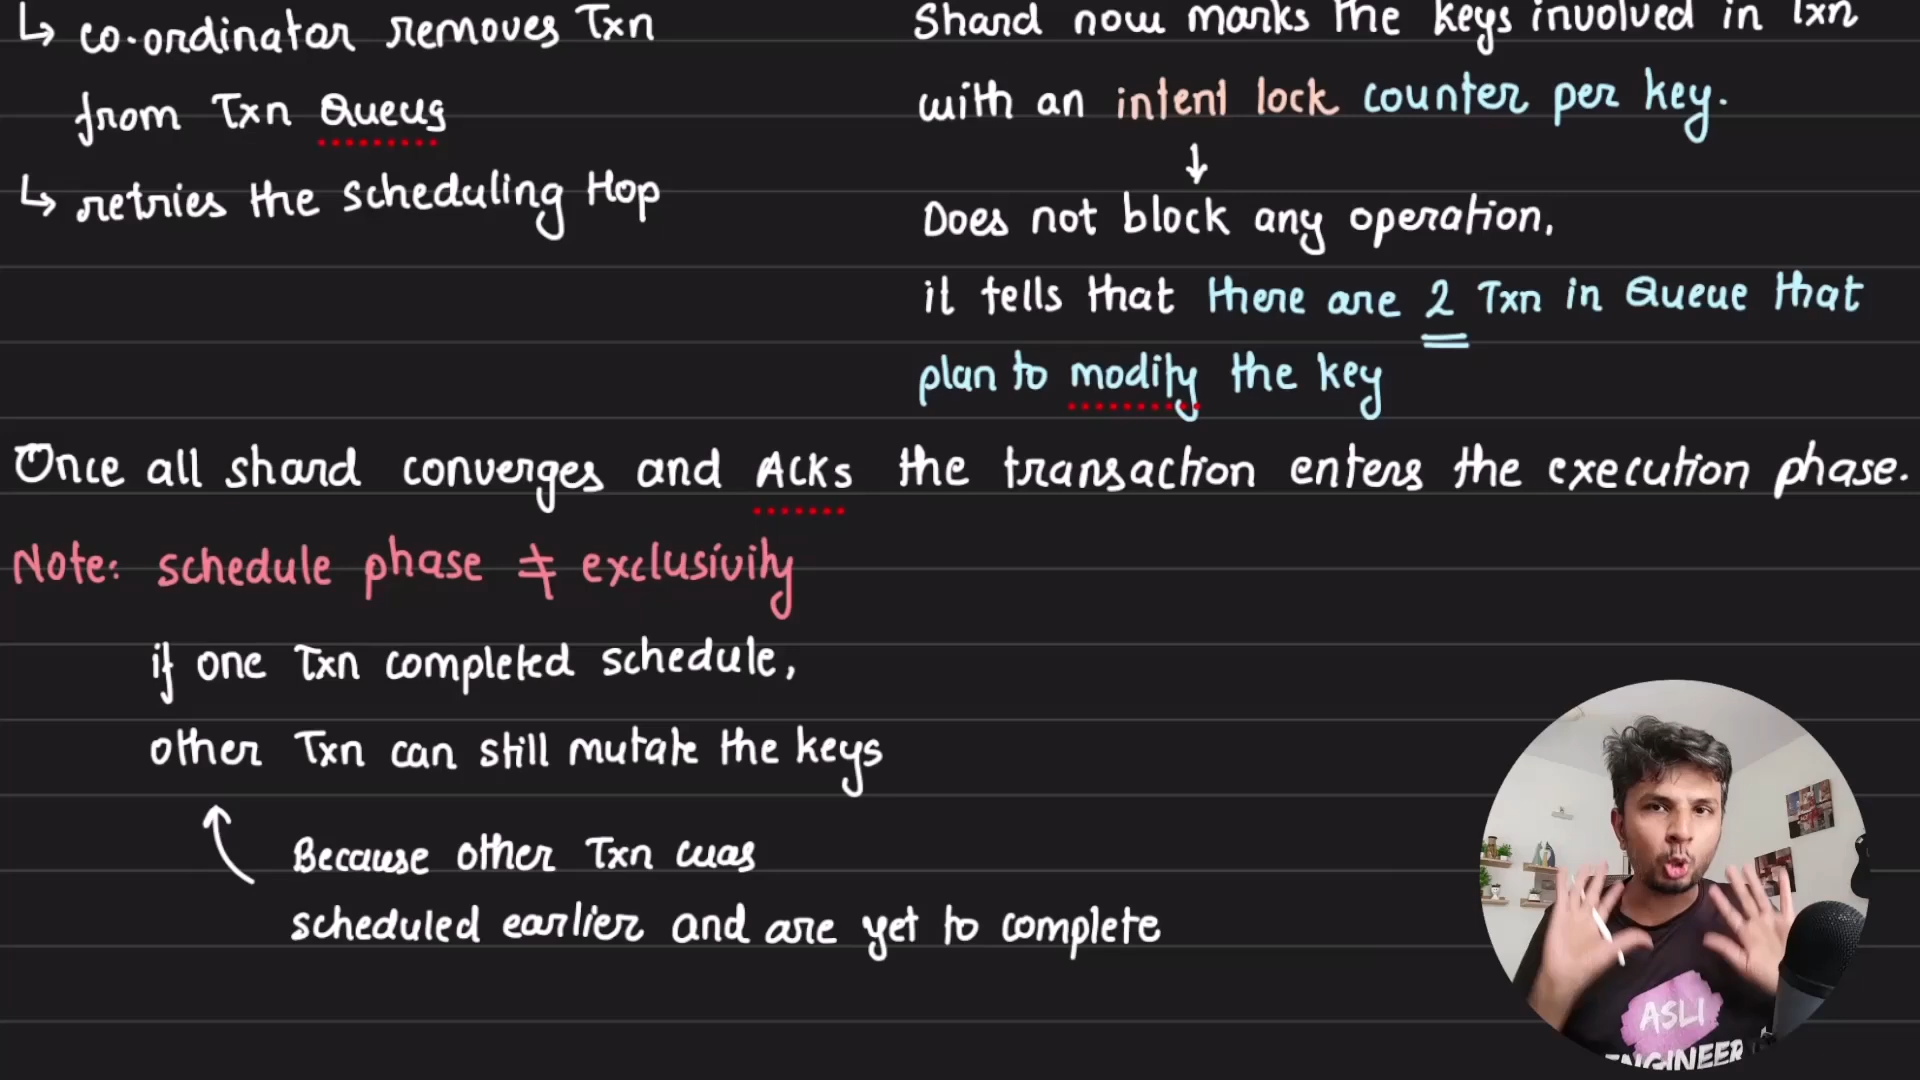 ↳ co-ordinator removes Txn
from Txn Queue
↳ retries the scheduling Hop
Shard now marks the keys involved in Txn
with an intent lock counter per key.
↓
Does not block any operation,
it tells that there are 2 Txn in Queue that
plan to modify the key
Once all shard converges and Acks the transaction enters the execution phase.
Note: schedule phase ≠ exclusivity
if one Txn completed schedule,
other Txn can still mutate the keys
Because other Txn was
scheduled earlier and are yet to complete
ASLI
ENGINEER